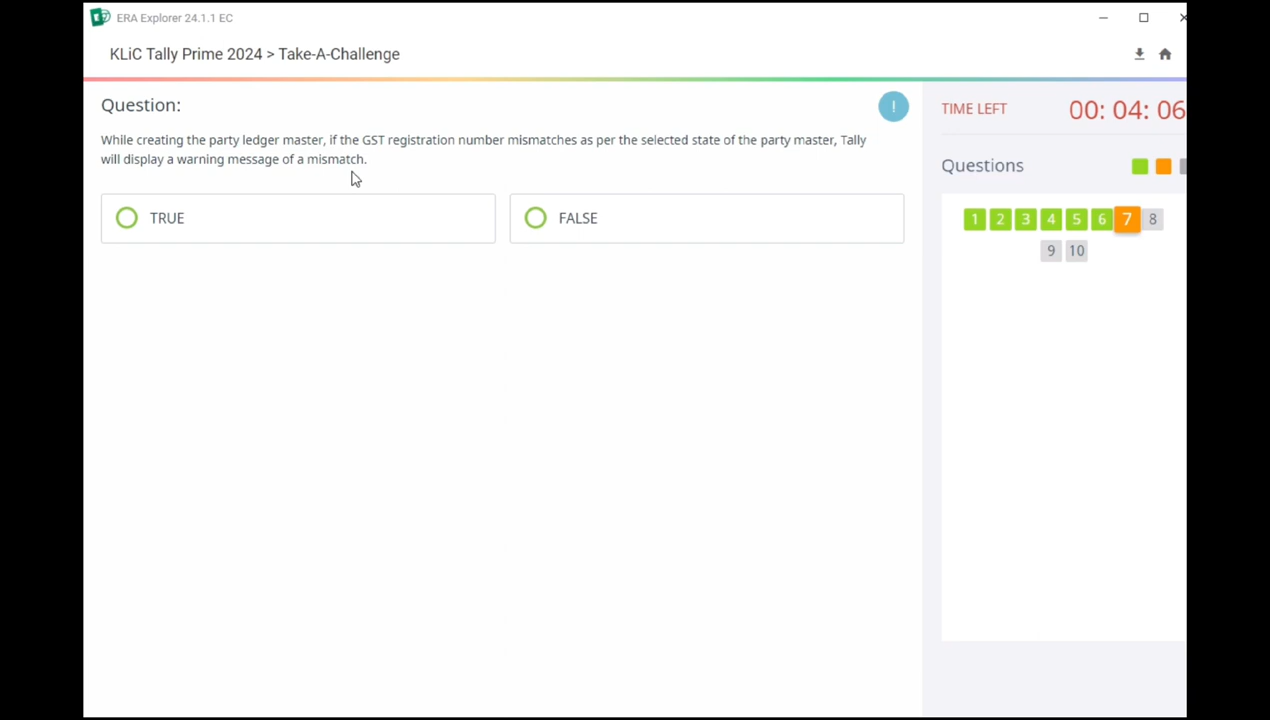 ERA Explorer 24.1.1 EC
KLiC Tally Prime 2024 > Take-A-Challenge
Question:
!
TIME LEFT 00: 04: 06
While creating the party ledger master, if the GST registration number mismatches as per the selected state of the party master, Tally
will display a warning message of a mismatch.
Questions
TRUE
FALSE
1 2 3 4 5 6 7 8
9 10